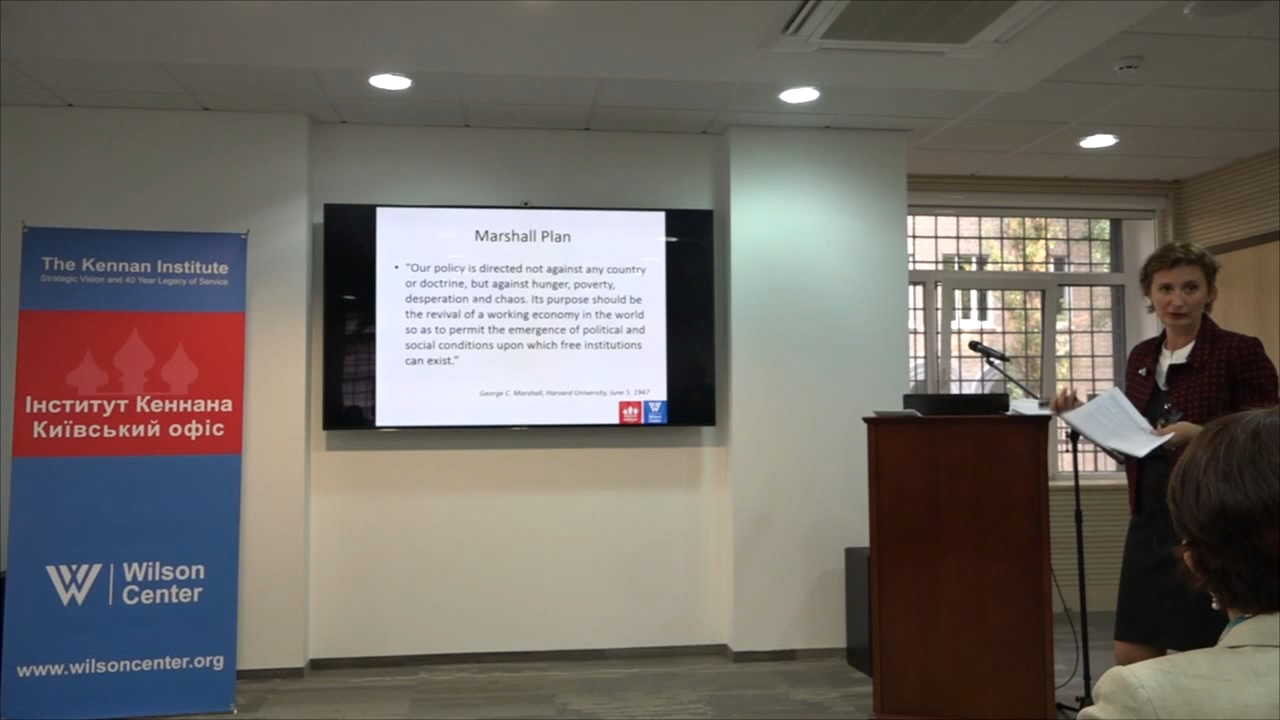 The Kennan Institute
Strategic Vision and 40 Year Legacy of Service
Інститут Кеннана
Київський офіс
Wilson
Center
www.wilsoncenter.org
Marshall Plan
• “Our policy is directed not against any country
or doctrine, but against hunger, poverty,
desperation and chaos. Its purpose should be
the revival of a working economy in the world
so as to permit the emergence of political and
social conditions upon which free institutions
can exist.”
George C. Marshall, Harvard University, June 5, 1947